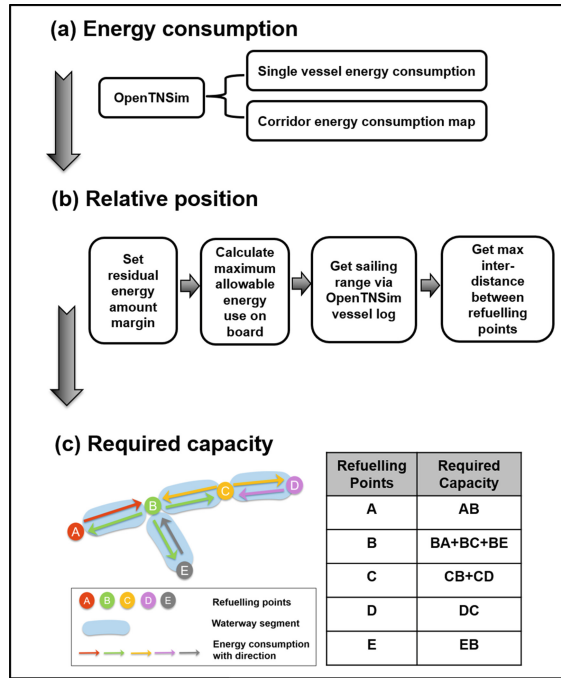 (a) Energy consumption
OpenTNSim
Single vessel energy consumption
Corridor energy consumption map
(b) Relative position
Set
residual
energy
amount
margin
Calculate
maximum
allowable
energy
use on
board
Get sailing
range via
OpenTNSim
vessel log
Get max
inter-
distance
between
refuelling
points
(c) Required capacity
A
B
C
D
E
A B C D E
Refuelling points
Waterway segment
Energy consumption
with direction
Refuelling
Points
Required
Capacity
A AB
B BA+BC+BE
C CB+CD
D DC
E EB